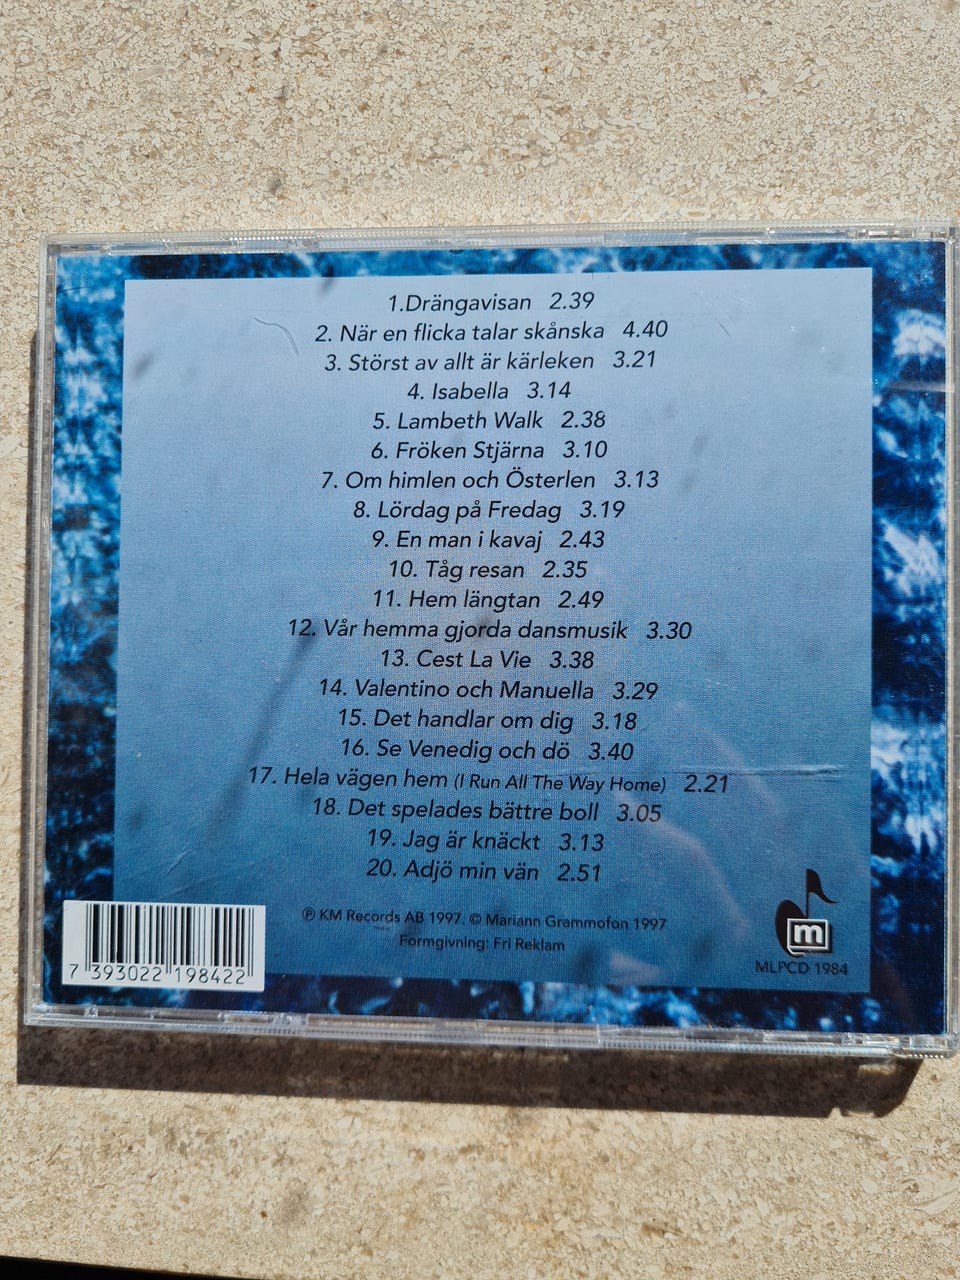 1.Drängavisan 2.39
2. När en flicka talar skånska 4.40
3. Störst av allt är kärleken 3.21
4. Isabella 3.14
5. Lambeth Walk 2.38
6. Fröken Stjärna 3.10
7. Om himlen och Österlen 3.13
8. Lördag på Fredag 3.19
9. En man i kavaj 2.43
10. Tåg resan 2.35
11. Hem längtan 2.49
12. Vår hemma gjorda dansmusik 3.30
13. Cest La Vie 3.38
14. Valentino och Manuella 3.29
15. Det handlar om dig 3.18
16. Se Venedig och dö 3.40
17. Hela vägen hem (I Run All The Way Home) 2.21
18. Det spelades bättre boll 3.05
19. Jag är knäckt 3.13
20. Adjö min vän 2.51
℗ KM Records AB 1997. © Mariann Grammofon 1997
Formgivning: Fri Reklam
m
MLPCD 1984
7 393022 198422